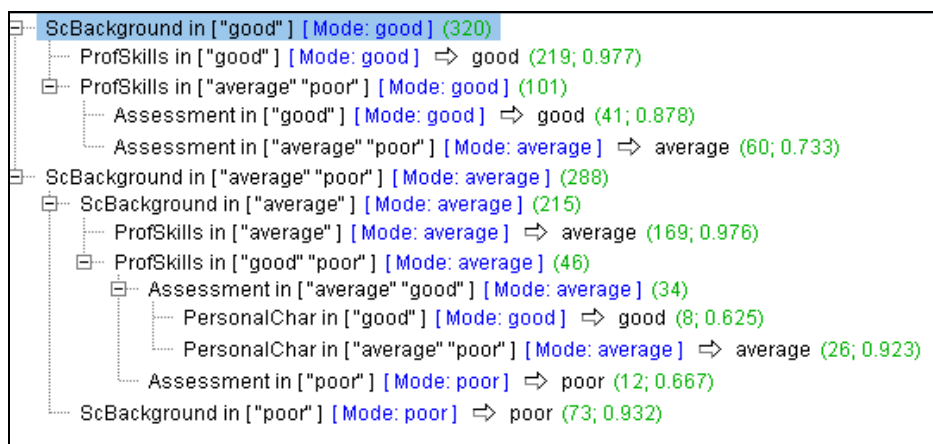 ScBackground in ["good"] [Mode: good] (320)
ProfSkills in ["good"] [Mode: good] ⇨ good (219; 0.977)
ProfSkills in ["average" "poor"] [Mode: good] (101)
Assessment in ["good"] [Mode: good] ⇨ good (41; 0.878)
Assessment in ["average" "poor"] [Mode: average] ⇨ average (60; 0.733)
ScBackground in ["average" "poor"] [Mode: average] (288)
ScBackground in ["average"] [Mode: average] (215)
ProfSkills in ["average"] [Mode: average] ⇨ average (169; 0.976)
ProfSkills in ["good" "poor"] [Mode: average] (46)
Assessment in ["average" "good"] [Mode: average] (34)
PersonalChar in ["good"] [Mode: good] ⇨ good (8; 0.625)
PersonalChar in ["average" "poor"] [Mode: average] ⇨ average (26; 0.923)
Assessment in ["poor"] [Mode: poor] ⇨ poor (12; 0.667)
ScBackground in ["poor"] [Mode: poor] ⇨ poor (73; 0.932)